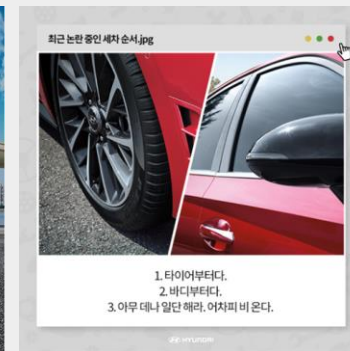 최근 논란 중인 세차 순서.jpg
1. 타이어부터다.
2. 바디부터다.
3. 아무 데나 일단 해라. 어차피 비 온다.
HYUNDAI